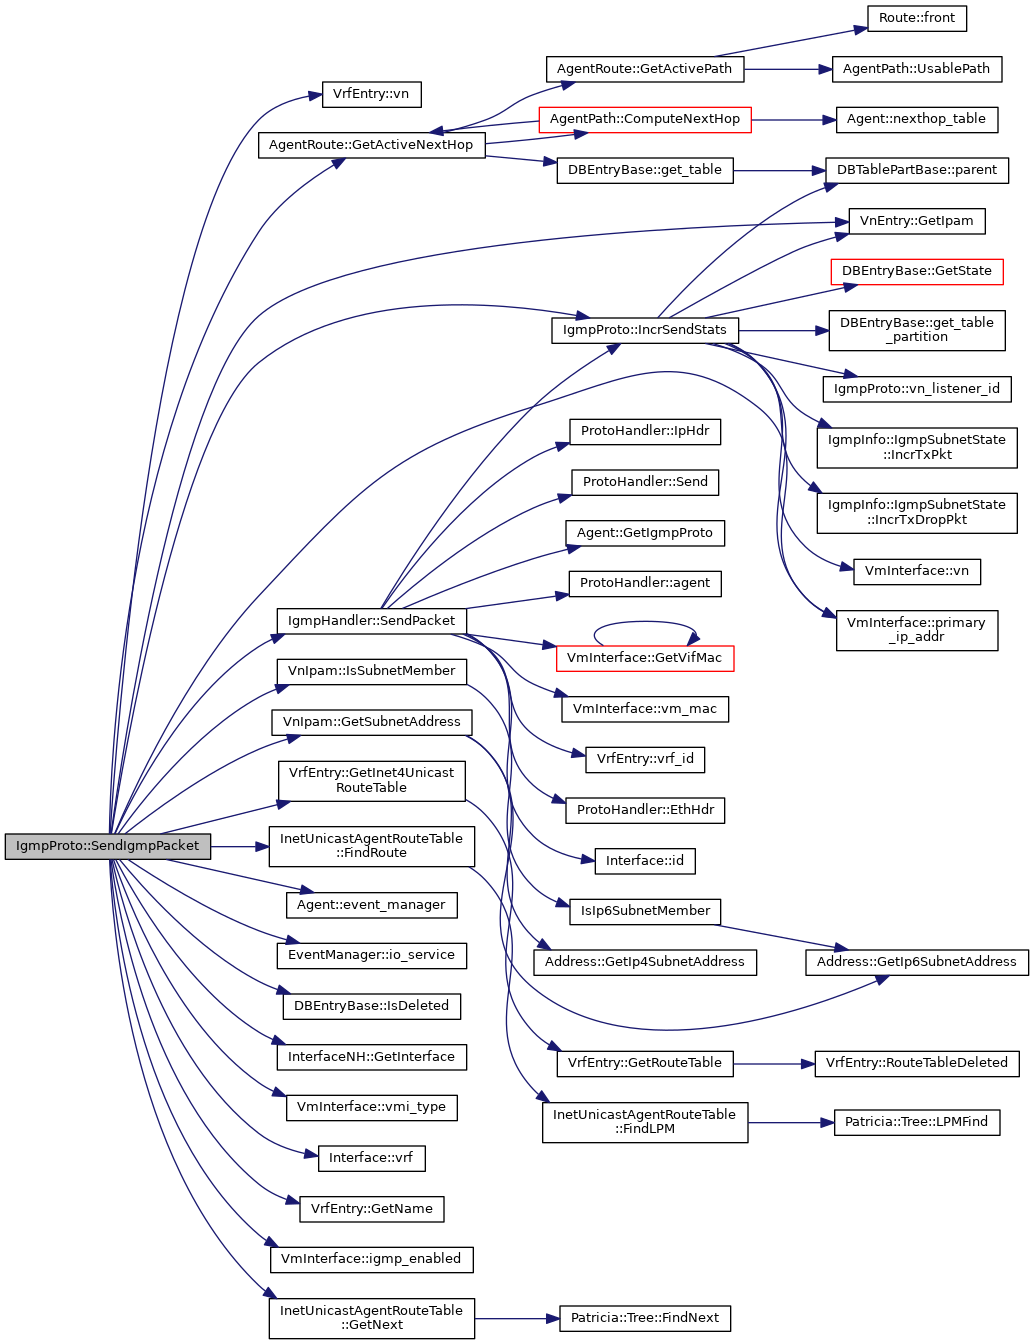 Route::front
AgentRoute::GetActivePath
AgentPath::UsablePath
VrfEntry::vn
AgentPath::ComputeNextHop
Agent::nexthop_table
AgentRoute::GetActiveNextHop
DBEntryBase::get_table
DBTablePartBase::parent
VnEntry::GetIpam
DBEntryBase::GetState
IgmpProto::IncrSendStats
DBEntryBase::get_table
_partition
IgmpProto::vn_listener_id
IgmpInfo::IgmpSubnetState
::IncrTxPkt
ProtoHandler::IpHdr
ProtoHandler::Send
IgmpInfo::IgmpSubnetState
::IncrTxDropPkt
Agent::GetIgmpProto
VmInterface::vn
ProtoHandler::agent
IgmpHandler::SendPacket
VmInterface::primary
_ip_addr
VmInterface::GetVifMac
VnIpam::IsSubnetMember
VmInterface::vm_mac
VnIpam::GetSubnetAddress
VrfEntry::vrf_id
VrfEntry::GetInet4Unicast
RouteTable
ProtoHandler::EthHdr
IgmpProto::SendIgmpPacket
InetUnicastAgentRouteTable
::FindRoute
Interface::id
Agent::event_manager
IsIp6SubnetMember
EventManager::io_service
Address::GetIp4SubnetAddress
Address::GetIp6SubnetAddress
DBEntryBase::IsDeleted
InterfaceNH::GetInterface
VrfEntry::GetRouteTable
VrfEntry::RouteTableDeleted
VmInterface::vmi_type
InetUnicastAgentRouteTable
::FindLPM
Patricia::Tree::LPMFind
Interface::vrf
VrfEntry::GetName
VmInterface::igmp_enabled
InetUnicastAgentRouteTable
::GetNext
Patricia::Tree::FindNext